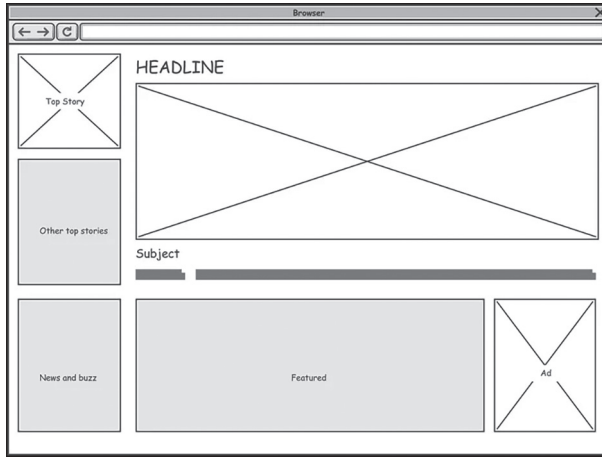 Browser
HEADLINE
Top Story
Other top stories
Subject
News and buzz
Featured
Ad